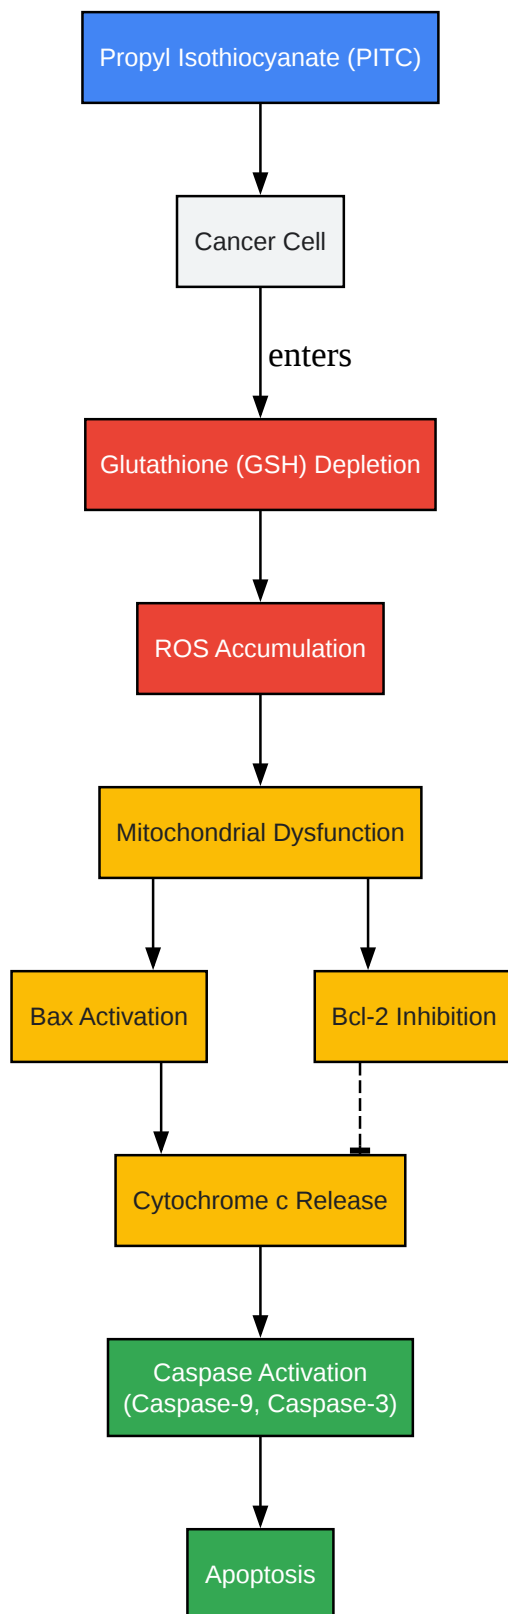 Propyl Isothiocyanate (PITC)
Cancer Cell
enters
Glutathione (GSH) Depletion
ROS Accumulation
Mitochondrial Dysfunction
Bax Activation
Bcl-2 Inhibition
Cytochrome c Release
Caspase Activation
(Caspase-9, Caspase-3)
Apoptosis